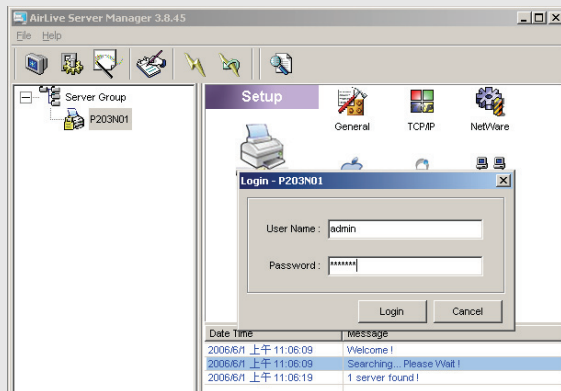 AirLive Server Manager 3.8.45
File Help
Server Group
P203N01
Setup
General
TCP/IP
NetWare
Login - P203N01
User Name :
admin
Password :
*******
Login
Cancel
Date Time
Message
2006/6/1 上午 11:06:09
Welcome !
2006/6/1 上午 11:06:09
Searching... Please Wait !
2006/6/1 上午 11:06:19
1 server found !